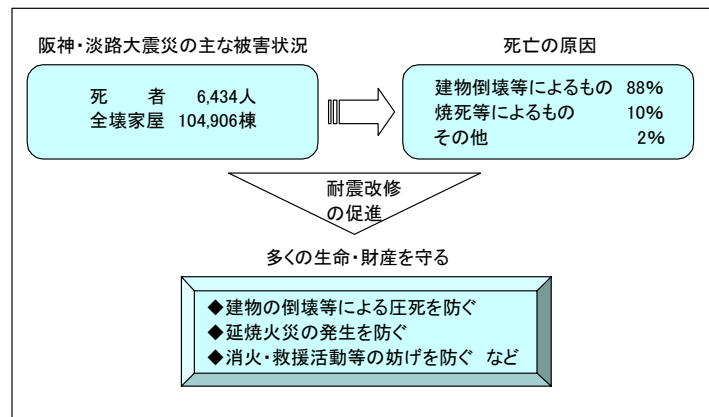 阪神・淡路大震災の主な被害状況
死　　者　　6,434人
全壊家屋 104,906棟
死亡の原因
建物倒壊等によるもの 88%
焼死等によるもの 10%
その他 2%
耐震改修
の促進
多くの生命・財産を守る
◆建物の倒壊等による圧死を防ぐ
◆延焼火災の発生を防ぐ
◆消火・救援活動等の妨げを防ぐ など